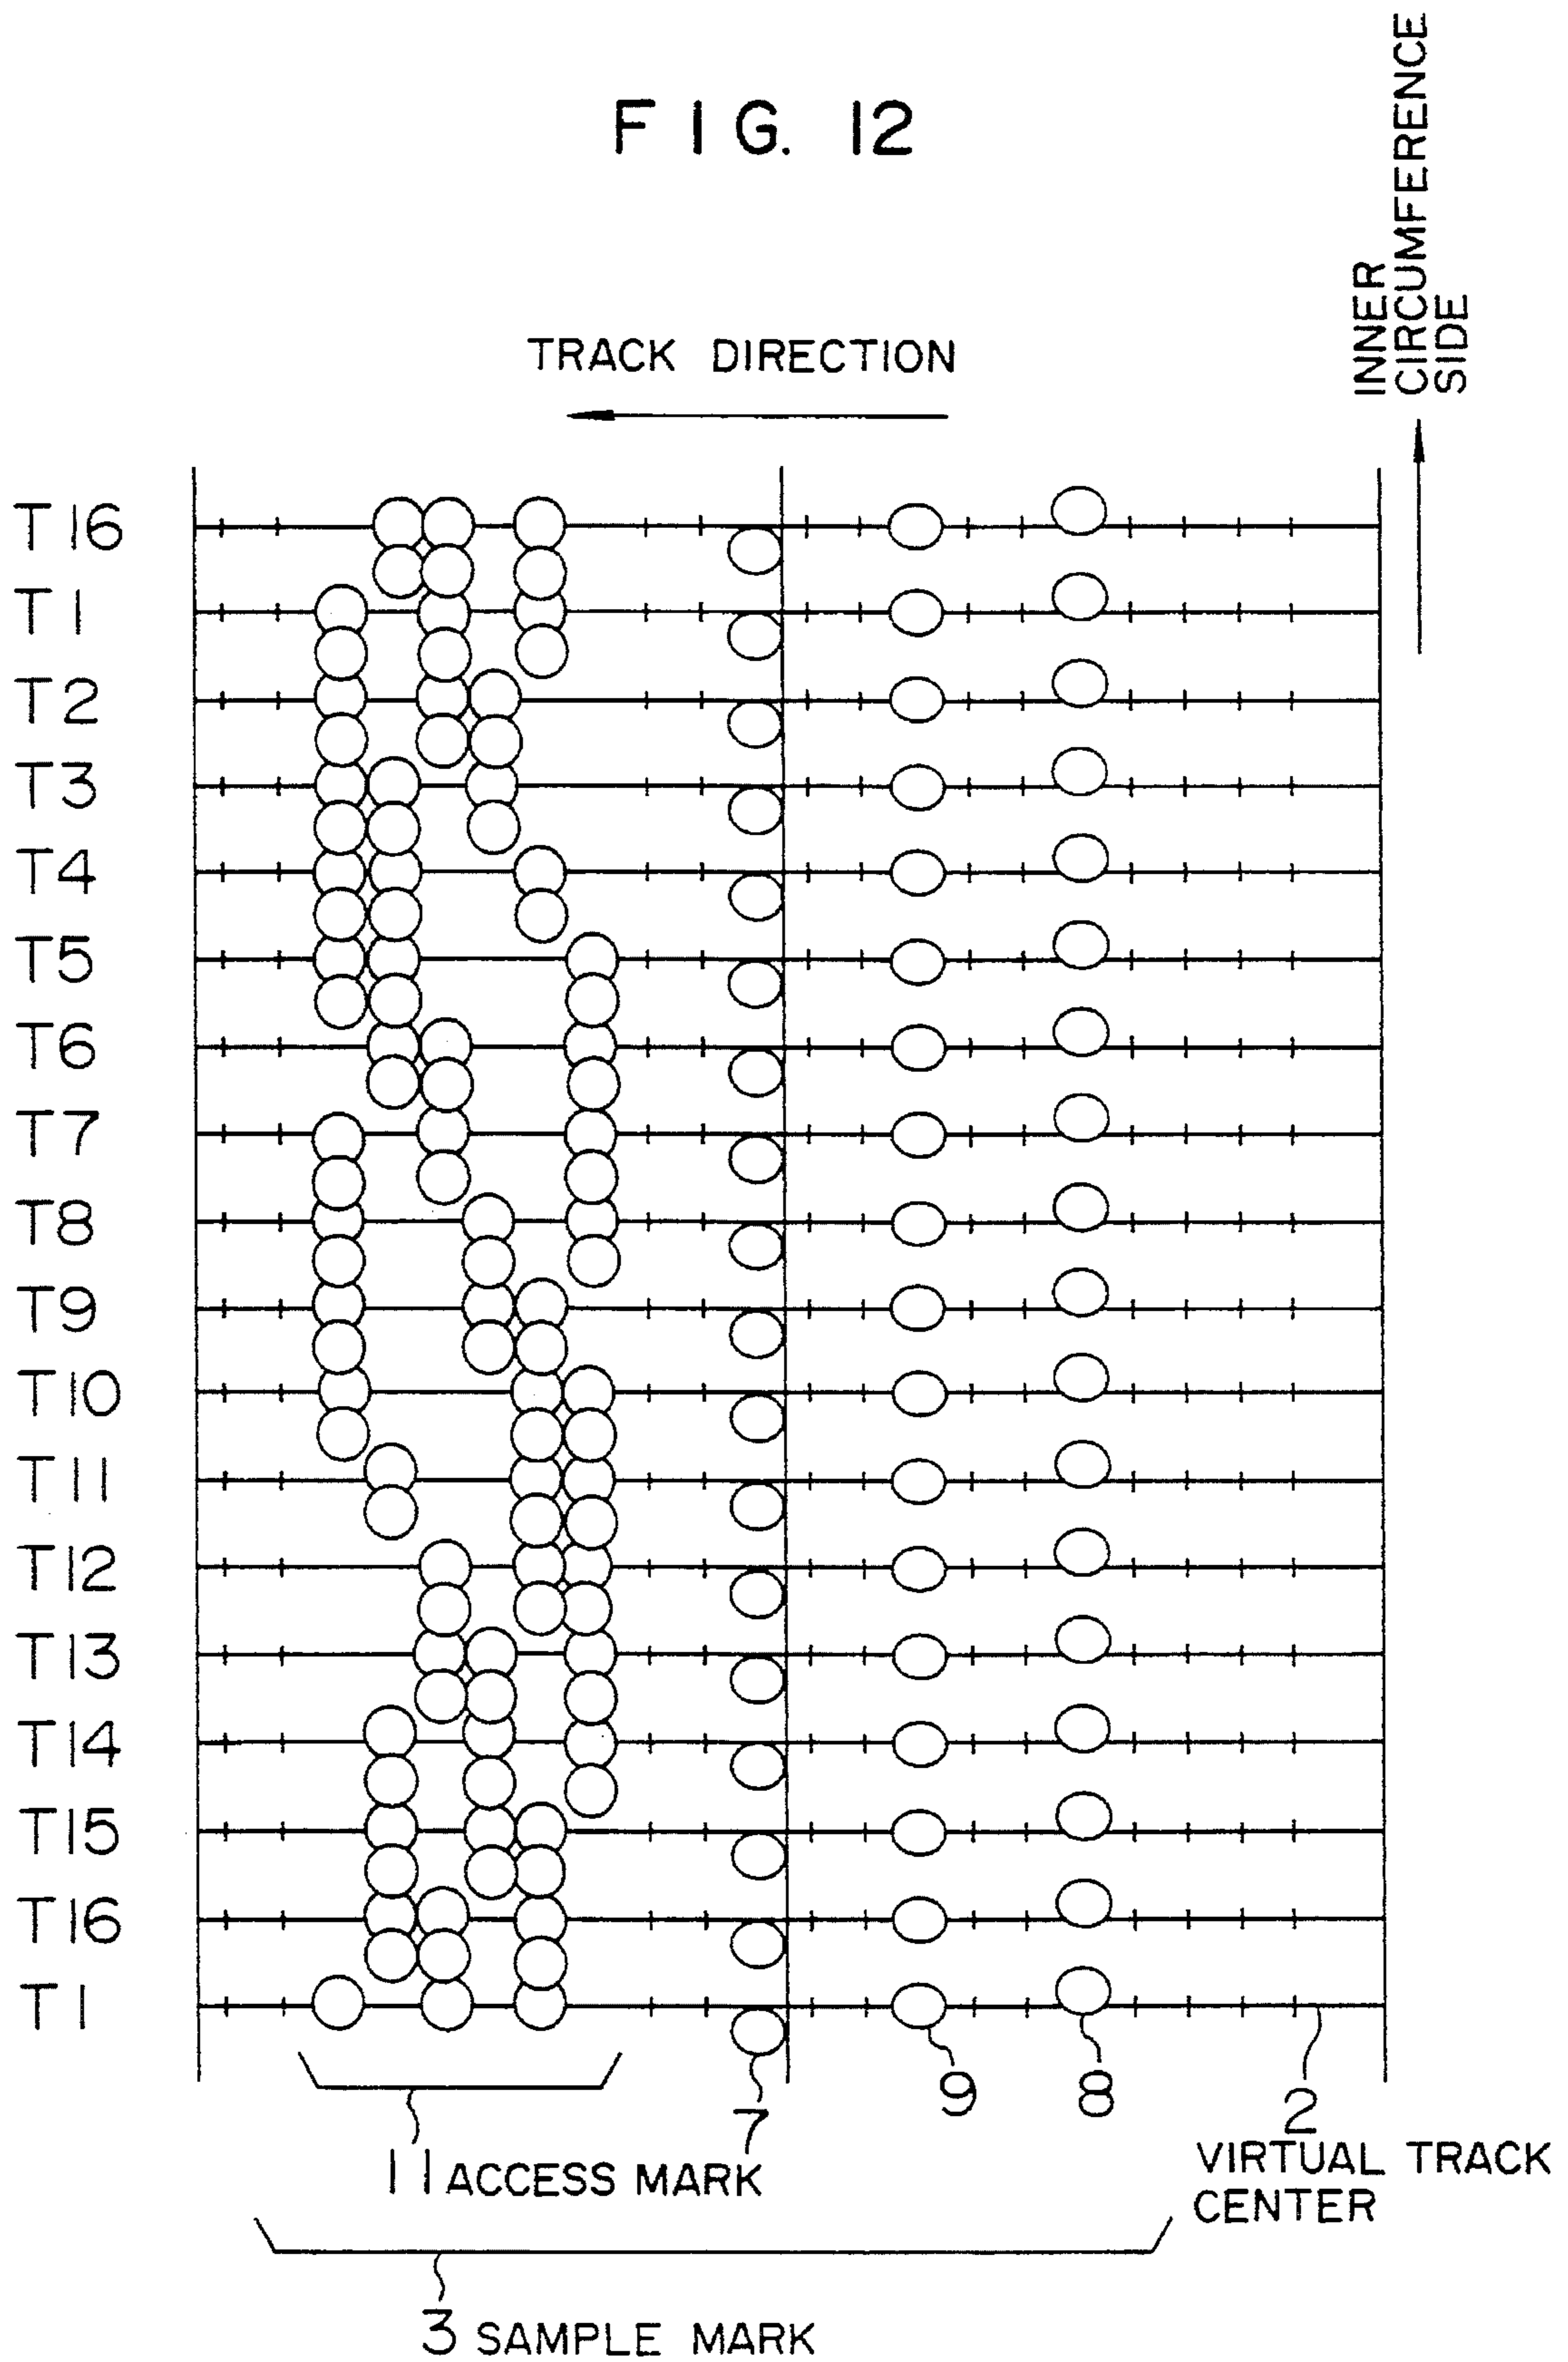 FIG. 12
INNER
CIRCUMFERENCE
SIDE
TRACK DIRECTION
T16
T1
T2
T3
T4
T5
T6
T7
T8
T9
T10
T11
T12
T13
T14
T15
T16
T1
7
9
8
2
VIRTUAL TRACK
CENTER
11 ACCESS MARK
3 SAMPLE MARK